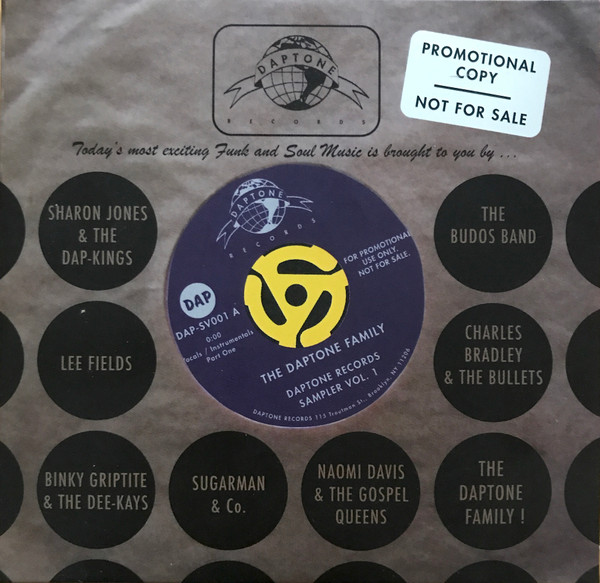 DAPTONE
RECORDS
PROMOTIONAL
COPY
NOT FOR SALE
Today's most exciting Funk and Soul Music is brought to you by ...
SHARON JONES
& THE
DAP-KINGS
THE
BUDOS BAND
DAPTONE
RECORDS
FOR PROMOTIONAL
USE ONLY.
NOT FOR SALE.
DAP
DAP-SV001 A
0:00
Vocals / Instrumentals
Part One
THE DAPTONE FAMILY
DAPTONE RECORDS
SAMPLER VOL. 1
DAPTONE RECORDS 115 Troutman St., Brooklyn, NY 11206
LEE FIELDS
CHARLES
BRADLEY
& THE BULLETS
BINKY GRIPTITE
& THE DEE-KAYS
SUGARMAN
& Co.
NAOMI DAVIS
& THE GOSPEL
QUEENS
THE
DAPTONE
FAMILY !